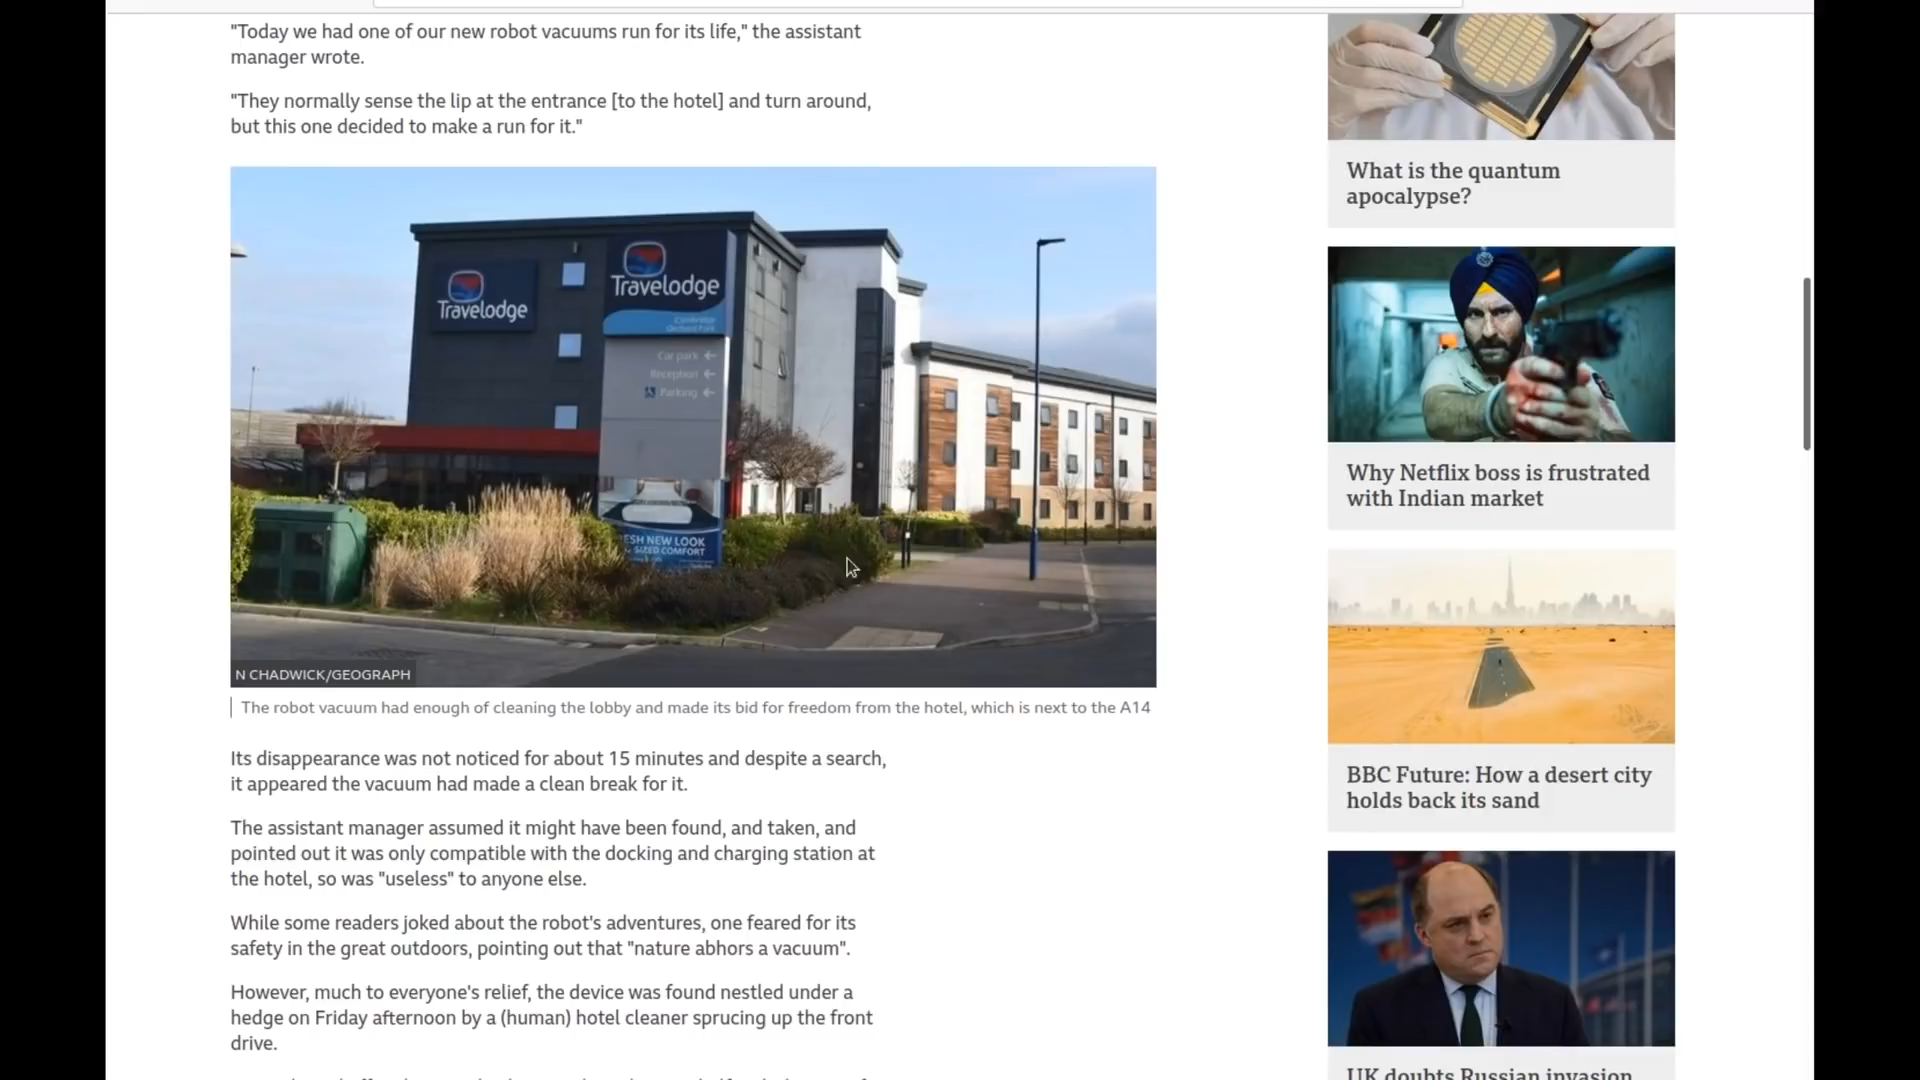 "Today we had one of our new robot vacuums run for its life," the assistant
manager wrote.
"They normally sense the lip at the entrance [to the hotel] and turn around,
but this one decided to make a run for it."
Travelodge
Travelodge
Cambridge
Orchard Park
Car park
Reception
Parking
ESH NEW LOOK
SIZED COMFORT
N CHADWICK/GEOGRAPH
The robot vacuum had enough of cleaning the lobby and made its bid for freedom from the hotel, which is next to the A14
Its disappearance was not noticed for about 15 minutes and despite a search,
it appeared the vacuum had made a clean break for it.
The assistant manager assumed it might have been found, and taken, and
pointed out it was only compatible with the docking and charging station at
the hotel, so was "useless" to anyone else.
While some readers joked about the robot's adventures, one feared for its
safety in the great outdoors, pointing out that "nature abhors a vacuum".
However, much to everyone's relief, the device was found nestled under a
hedge on Friday afternoon by a (human) hotel cleaner sprucing up the front
drive.
What is the quantum
apocalypse?
Why Netflix boss is frustrated
with Indian market
BBC Future: How a desert city
holds back its sand
UK doubts Russian invasion